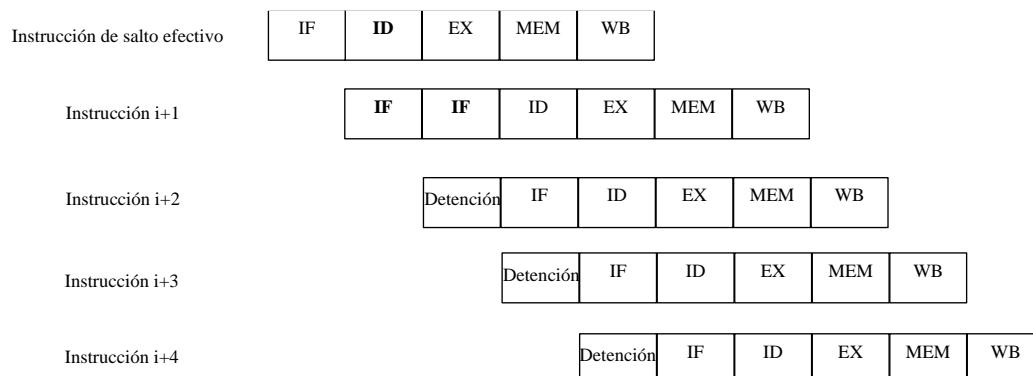 Instrucción de salto efectivo IF ID EX MEM WB
Instrucción i+1 IF IF ID EX MEM WB
Instrucción i+2 Detención IF ID EX MEM WB
Instrucción i+3 Detención IF ID EX MEM WB
Instrucción i+4 Detención IF ID EX MEM WB